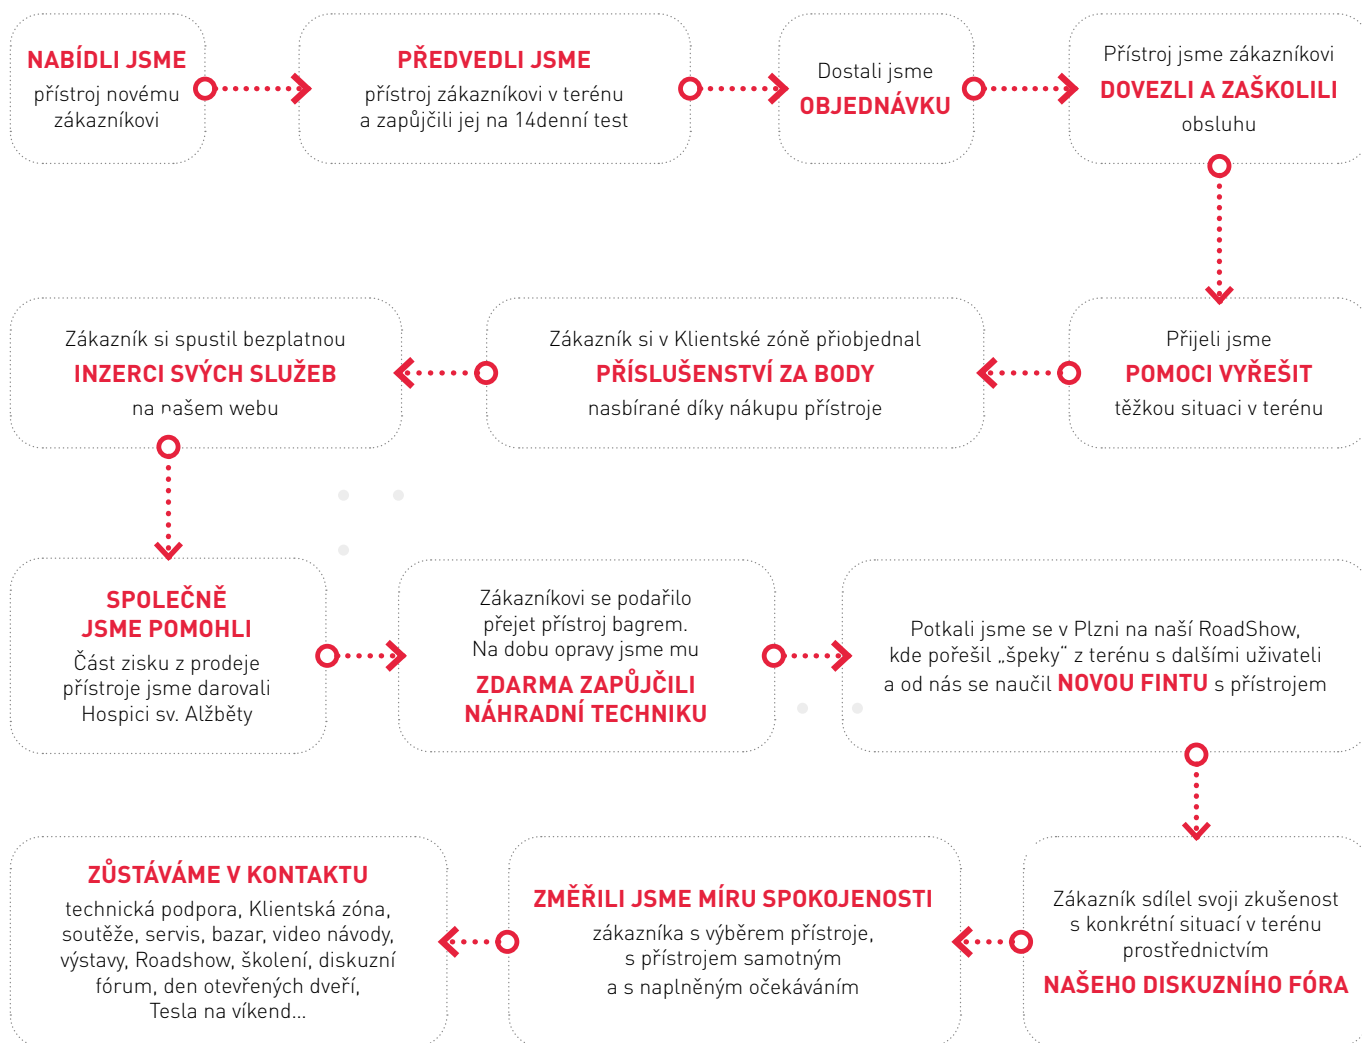 NABÍDLI JSME
přístroj novému
zákazníkovi
PŘEDVEDLI JSME
přístroj zákazníkovi v terénu
a zapůjčili jej na 14denní test
Dostali jsme
OBJEDNÁVKU
Přístroj jsme zákazníkovi
DOVEZLI A ZAŠKOLILI
obsluhu
Přijeli jsme
POMOCI VYŘEŠIT
těžkou situaci v terénu
Zákazník si v Klientské zóně přiobjednal
PŘÍSLUŠENSTVÍ ZA BODY
nasbírané díky nákupu přístroje
Zákazník si spustil bezplatnou
INZERCI SVÝCH SLUŽEB
na našem webu
SPOLEČNĚ
JSME POMOHLI
Část zisku z prodeje
přístroje jsme darovali
Hospici sv. Alžběty
Zákazníkovi se podařilo
přejet přístroj bagrem.
Na dobu opravy jsme mu
ZDARMA ZAPŮJČILI
NÁHRADNÍ TECHNIKU
Potkali jsme se v Plzni na naší RoadShow,
kde pořešil „špeky“ z terénu s dalšími uživateli
a od nás se naučil NOVOU FINTU s přístrojem
Zákazník sdílel svoji zkušenost
s konkrétní situací v terénu
prostřednictvím
NAŠEHO DISKUZNÍHO FÓRA
ZMĚŘILI JSME MÍRU SPOKOJENOSTI
zákazníka s výběrem přístroje,
s přístrojem samotným
a s naplněným očekáváním
ZŮSTÁVÁME V KONTAKTU
technická podpora, Klientská zóna,
soutěže, servis, bazar, video návody,
výstavy, Roadshow, školení, diskuzní
fórum, den otevřených dveří,
Tesla na víkend...